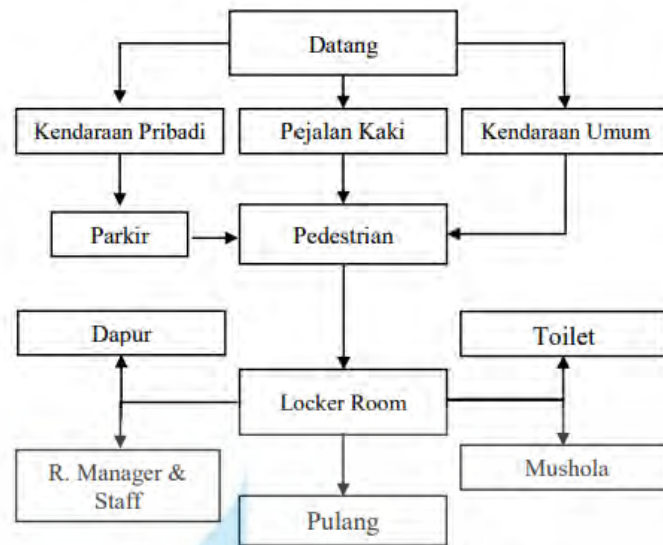 Datang
Kendaraan Pribadi
Pejalan Kaki
Kendaraan Umum
Parkir
Pedestrian
Dapur
Toilet
Locker Room
R. Manager &
Staff
Mushola
Pulang